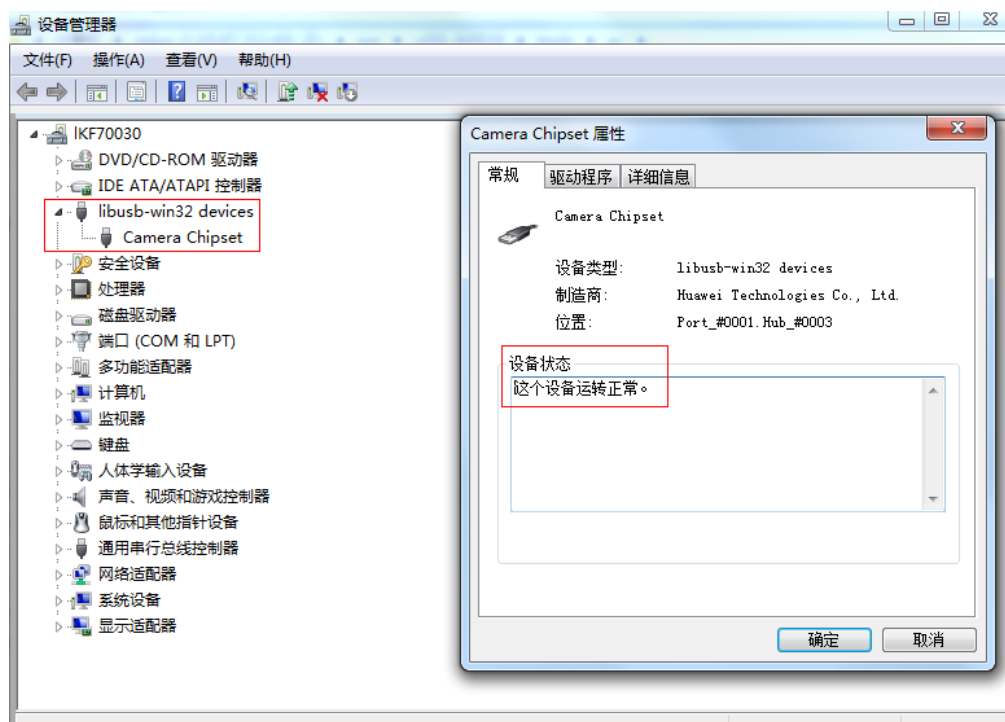 设备管理器
文件(F) 操作(A) 查看(V) 帮助(H)
lKF70030
DVD/CD-ROM 驱动器
IDE ATA/ATAPI 控制器
libusb-win32 devices
Camera Chipset
安全设备
处理器
磁盘驱动器
端口 (COM 和 LPT)
多功能适配器
计算机
监视器
键盘
人体学输入设备
声音、视频和游戏控制器
鼠标和其他指针设备
通用串行总线控制器
网络适配器
系统设备
显示适配器
Camera Chipset 属性
常规 驱动程序 详细信息
Camera Chipset
设备类型: libusb-win32 devices
制造商: Huawei Technologies Co., Ltd.
位置: Port_#0001.Hub_#0003
设备状态
这个设备运转正常。
确定 取消